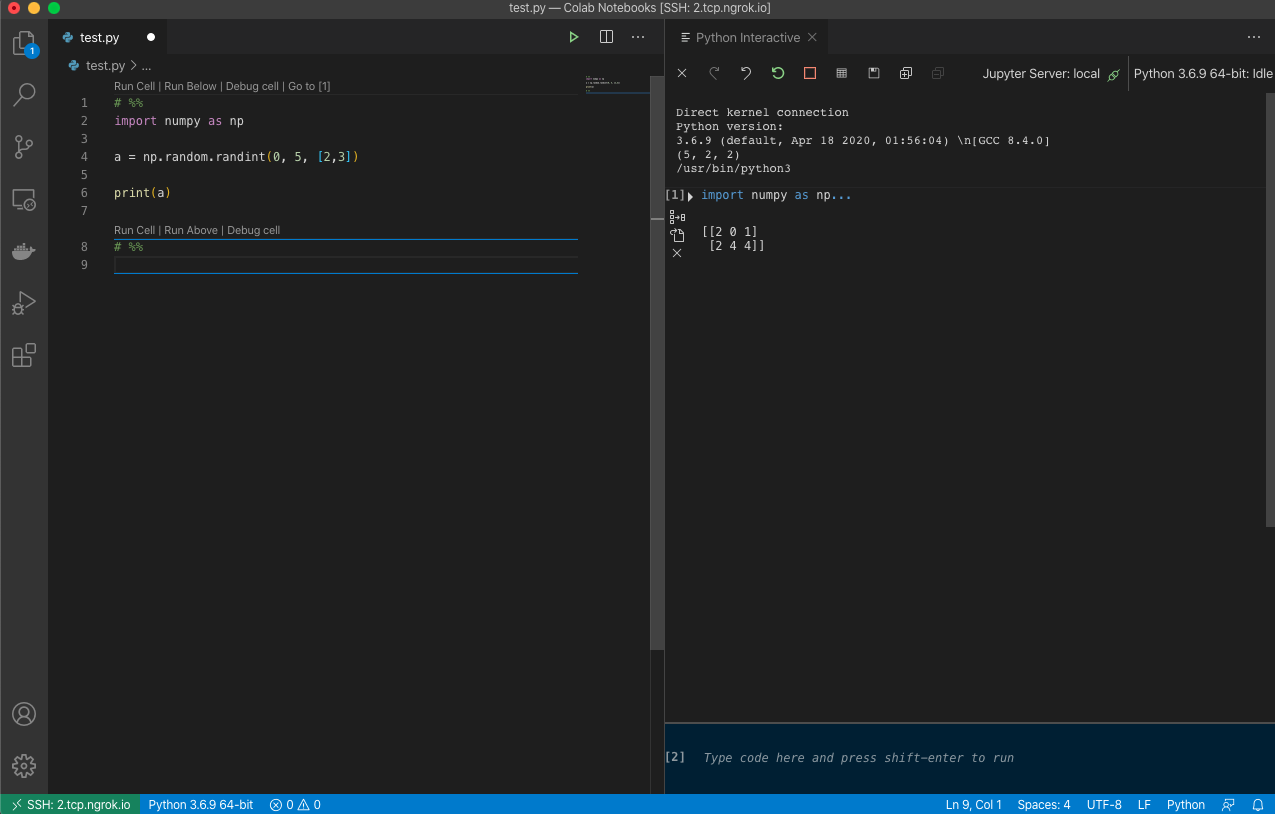 test.py — Colab Notebooks [SSH: 2.tcp.ngrok.io]
1
test.py
test.py > ...
Run Cell | Run Below | Debug cell | Go to [1]
1 # %%
2 import numpy as np
3
4 a = np.random.randint(0, 5, [2,3])
5
6 print(a)
7
Run Cell | Run Above | Debug cell
8 # %%
9
Python Interactive
Jupyter Server: local
Python 3.6.9 64-bit: Idle
Direct kernel connection
Python version:
3.6.9 (default, Apr 18 2020, 01:56:04) \n[GCC 8.4.0]
(5, 2, 2)
/usr/bin/python3
[1] import numpy as np...
[[2 0 1]
[2 4 4]]
[2] Type code here and press shift-enter to run
SSH: 2.tcp.ngrok.io Python 3.6.9 64-bit 0 0 Ln 9, Col 1 Spaces: 4 UTF-8 LF Python